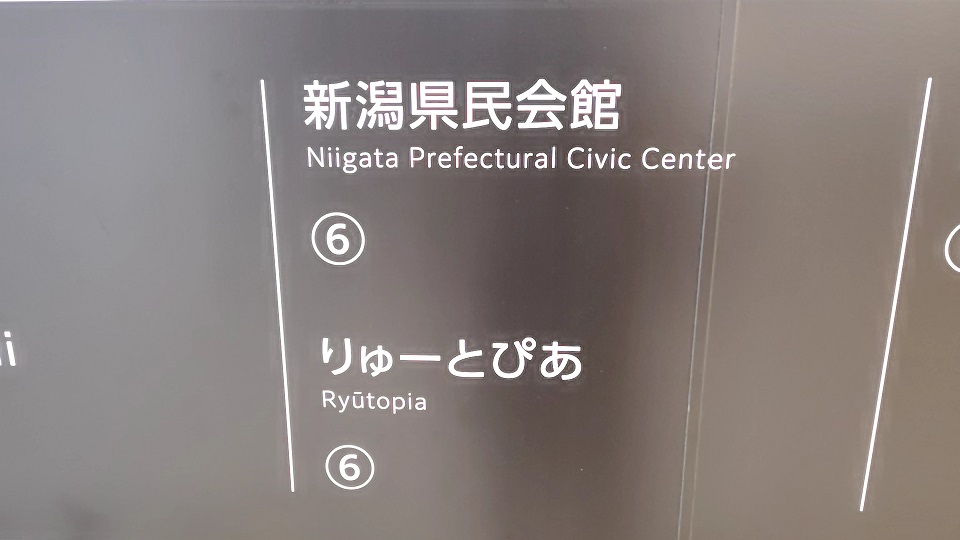 新潟県民会館
Niigata Prefectural Civic Center
⑥
りゅーとぴあ
Ryūtopia
⑥